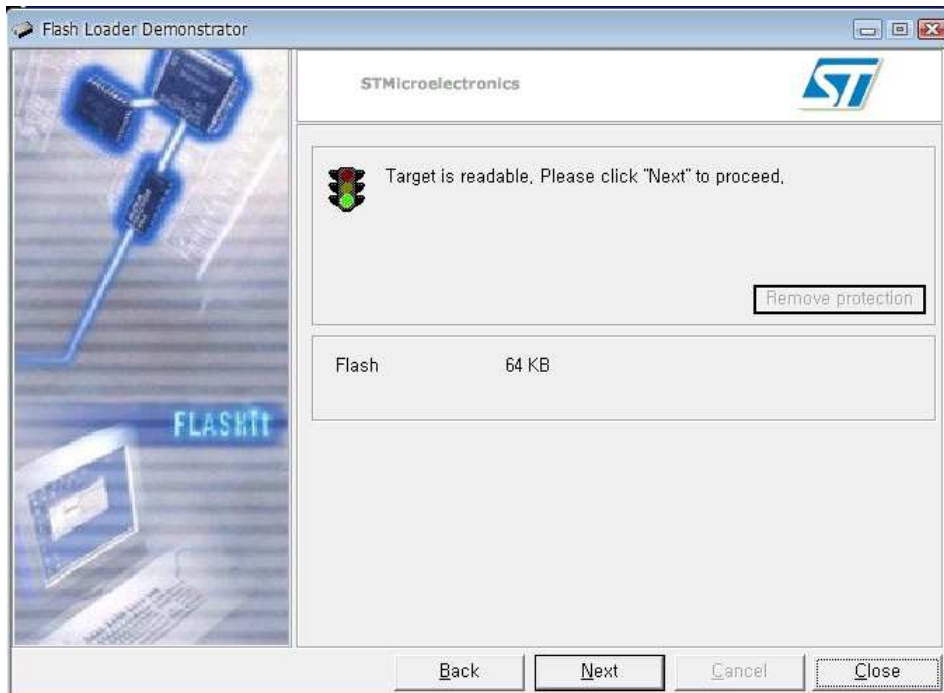 Flash Loader Demonstrator
STMicroelectronics
ST
Target is readable, Please click "Next" to proceed,
Remove protection
Flash 64 KB
FLASHIt
Back Next Cancel Close